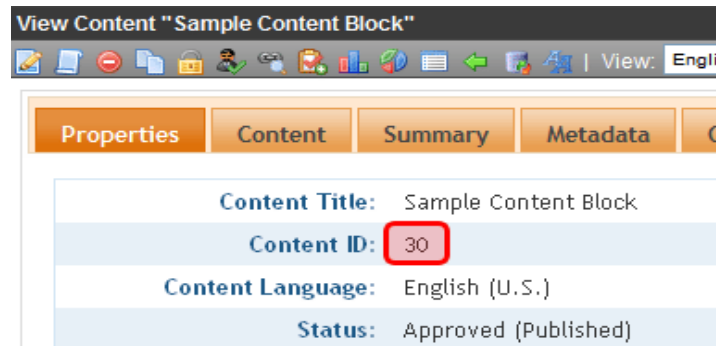 View Content "Sample Content Block"
| View: Engli
Properties Content Summary Metadata
Content Title: Sample Content Block
Content ID: 30
Content Language: English (U.S.)
Status: Approved (Published)